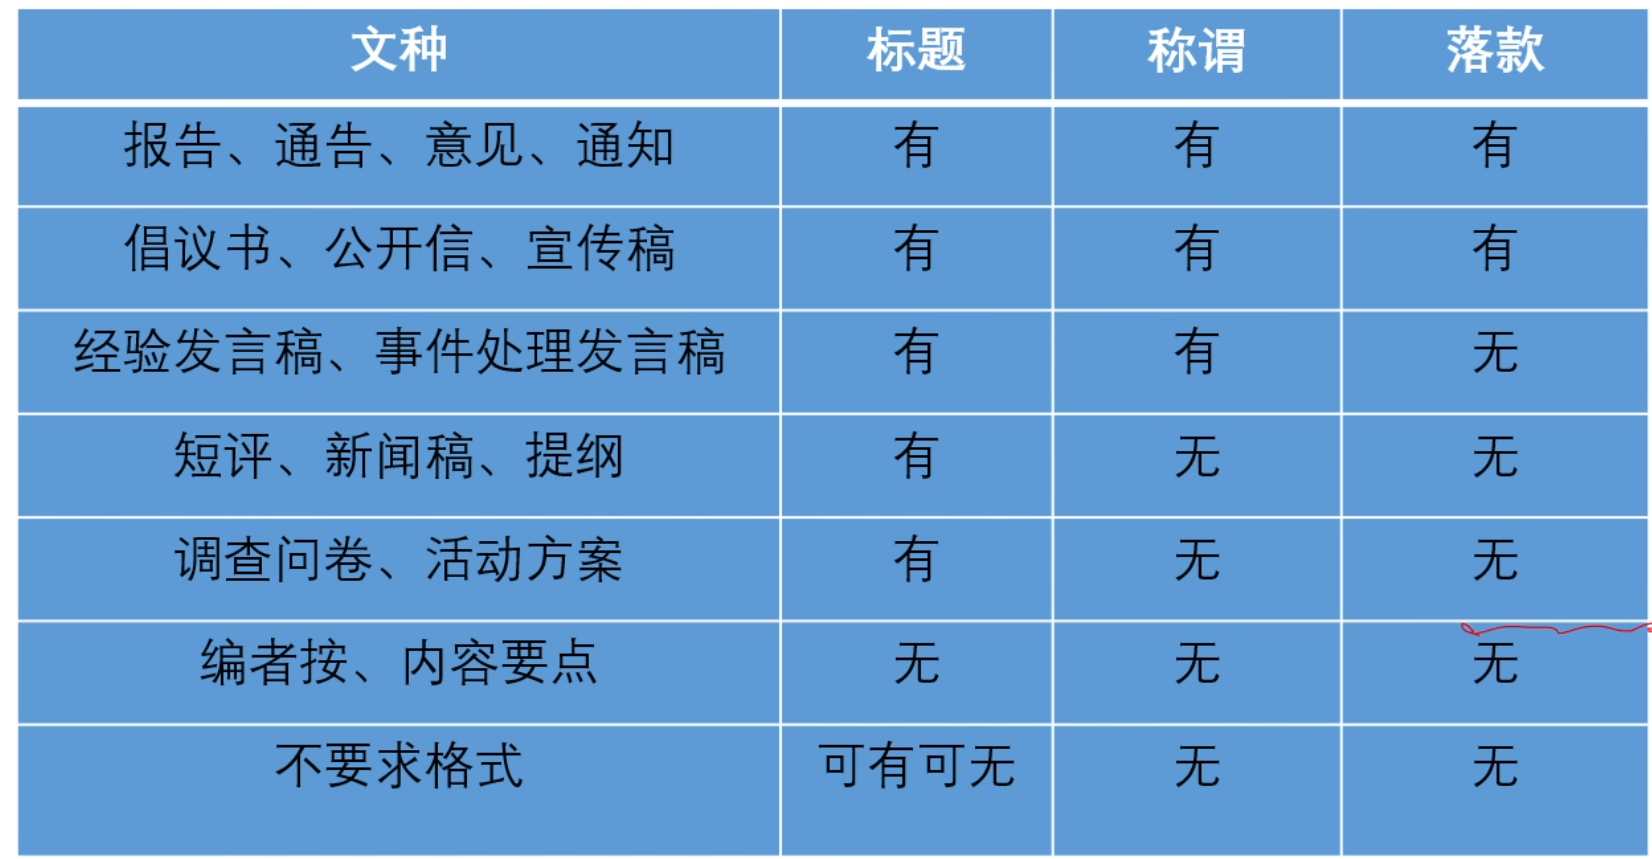 文种 标题 称谓 落款
报告、通告、意见、通知 有 有 有
倡议书、公开信、宣传稿 有 有 有
经验发言稿、事件处理发言稿 有 有 无
短评、新闻稿、提纲 有 无 无
调查问卷、活动方案 有 无 无
编者按、内容要点 无 无 无
不要求格式 可有可无 无 无